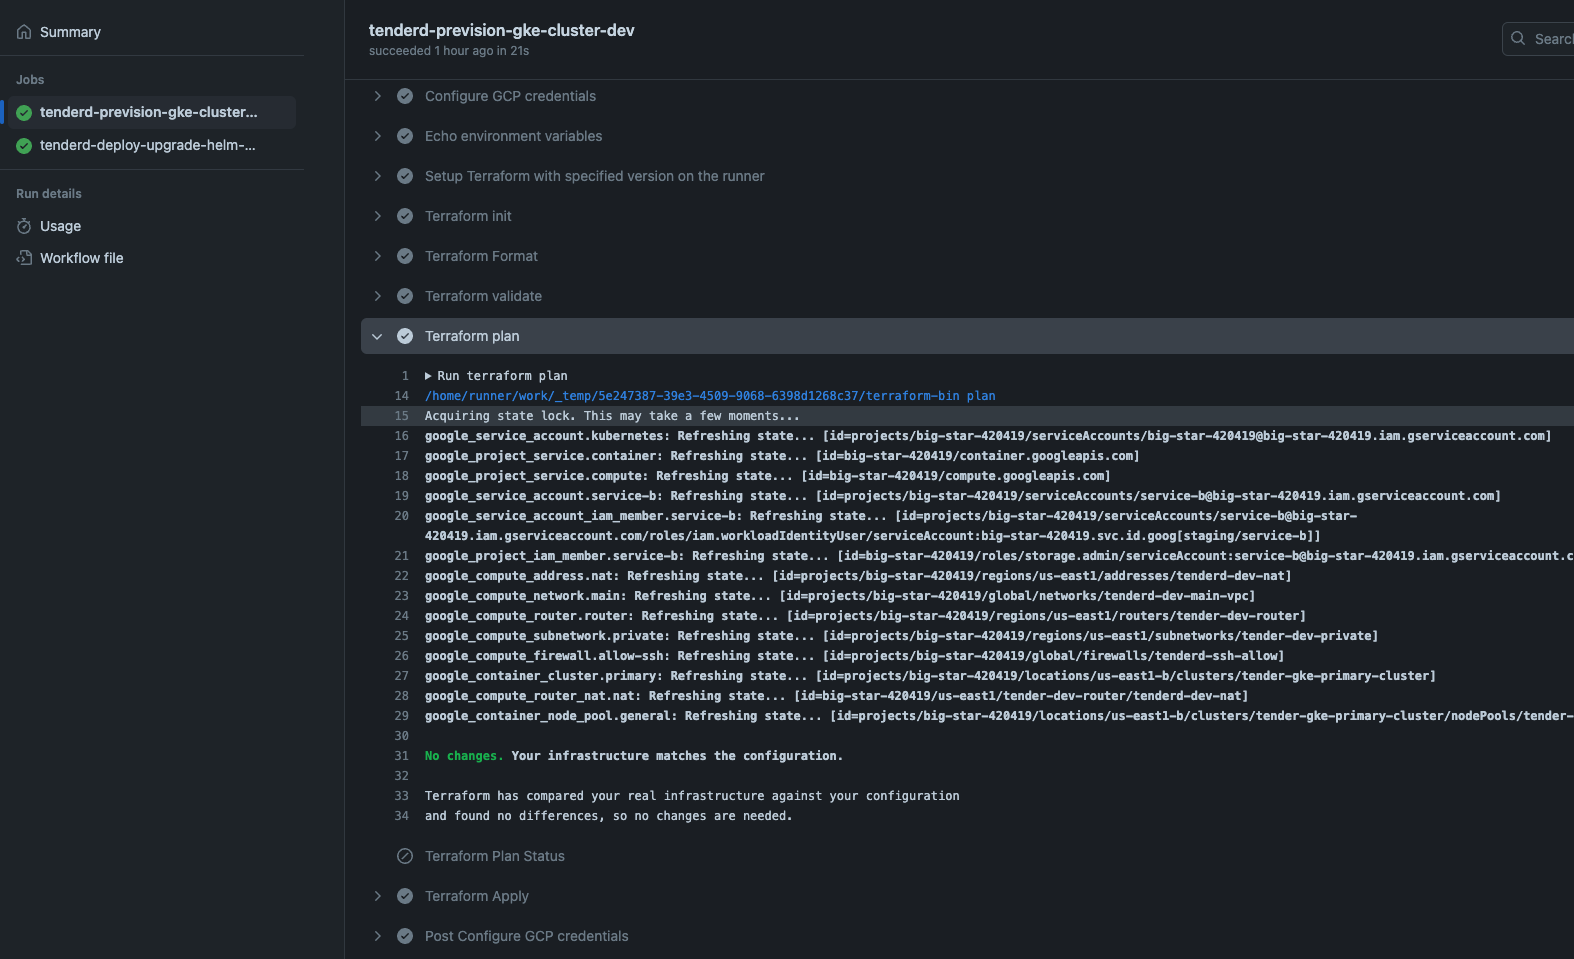 Summary
Jobs
tenderd-prevision-gke-cluster...
tenderd-deploy-upgrade-helm-...
Run details
Usage
Workflow file
tenderd-prevision-gke-cluster-dev
succeeded 1 hour ago in 21s
Search
Configure GCP credentials
Echo environment variables
Setup Terraform with specified version on the runner
Terraform init
Terraform Format
Terraform validate
Terraform plan
1 Run terraform plan
14 /home/runner/work/_temp/5e247387-39e3-4509-9068-6398d1268c37/terraform-bin plan
15 Acquiring state lock. This may take a few moments...
16 google_service_account.kubernetes: Refreshing state... [id=projects/big-star-420419/serviceAccounts/big-star-420419@big-star-420419.iam.gserviceaccount.com]
17 google_project_service.container: Refreshing state... [id=big-star-420419/container.googleapis.com]
18 google_project_service.compute: Refreshing state... [id=big-star-420419/compute.googleapis.com]
19 google_service_account.service-b: Refreshing state... [id=projects/big-star-420419/serviceAccounts/service-b@big-star-420419.iam.gserviceaccount.com]
20 google_service_account_iam_member.service-b: Refreshing state... [id=projects/big-star-420419/serviceAccounts/service-b@big-star-
420419.iam.gserviceaccount.com/roles/iam.workloadIdentityUser/serviceAccount:big-star-420419.svc.id.goog[staging/service-b]]
21 google_project_iam_member.service-b: Refreshing state... [id=big-star-420419/roles/storage.admin/serviceAccount:service-b@big-star-420419.iam.gserviceaccount.c
22 google_compute_address.nat: Refreshing state... [id=projects/big-star-420419/regions/us-east1/addresses/tenderd-dev-nat]
23 google_compute_network.main: Refreshing state... [id=projects/big-star-420419/global/networks/tenderd-dev-main-vpc]
24 google_compute_router.router: Refreshing state... [id=projects/big-star-420419/regions/us-east1/routers/tender-dev-router]
25 google_compute_subnetwork.private: Refreshing state... [id=projects/big-star-420419/regions/us-east1/subnetworks/tender-dev-private]
26 google_compute_firewall.allow-ssh: Refreshing state... [id=projects/big-star-420419/global/firewalls/tenderd-ssh-allow]
27 google_container_cluster.primary: Refreshing state... [id=projects/big-star-420419/locations/us-east1-b/clusters/tender-gke-primary-cluster]
28 google_compute_router_nat.nat: Refreshing state... [id=big-star-420419/us-east1/tender-dev-router/tenderd-dev-nat]
29 google_container_node_pool.general: Refreshing state... [id=projects/big-star-420419/locations/us-east1-b/clusters/tender-gke-primary-cluster/nodePools/tender-
30
31 No changes. Your infrastructure matches the configuration.
32
33 Terraform has compared your real infrastructure against your configuration
34 and found no differences, so no changes are needed.
Terraform Plan Status
Terraform Apply
Post Configure GCP credentials